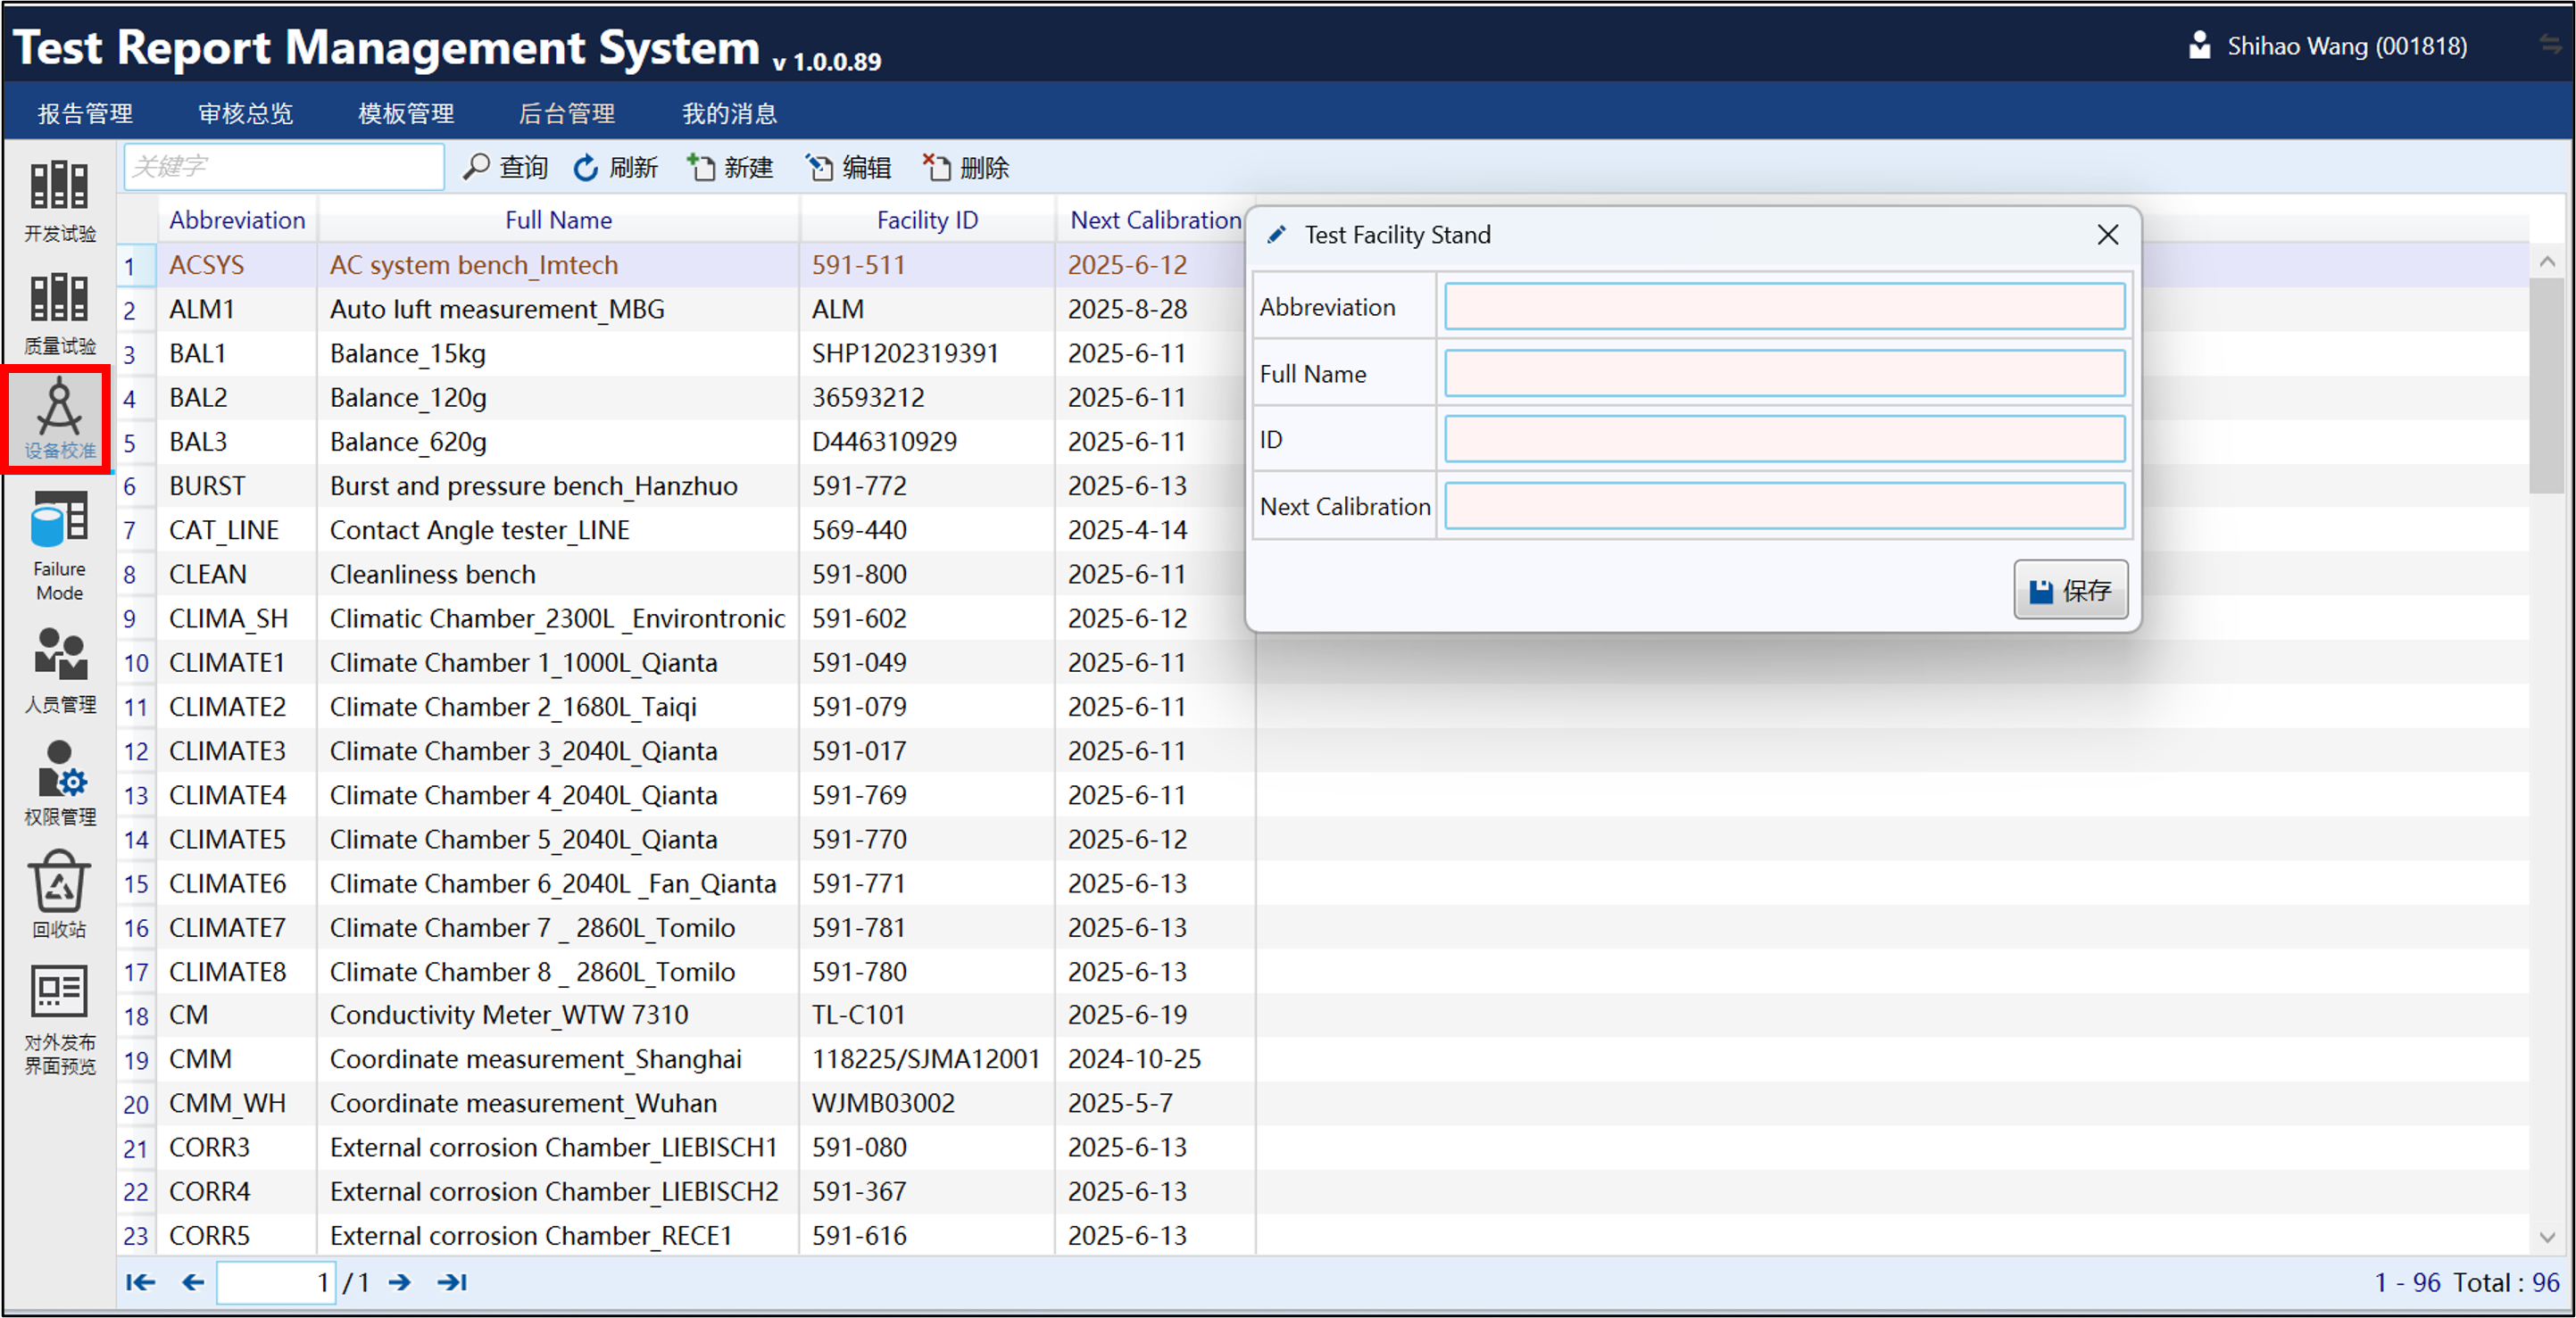 Test Report Management System v 1.0.0.89
Shihao Wang (001818)
报告管理 审核总览 模板管理 后台管理 我的消息
关键字 查询 刷新 新建 编辑 删除
开发试验
质量试验
设备校准
Failure
Mode
人员管理
权限管理
回收站
对外发布
界面预览
Abbreviation Full Name Facility ID Next Calibration
1 ACSYS AC system bench_Imtech 591-511 2025-6-12
2 ALM1 Auto luft measurement_MBG ALM 2025-8-28
3 BAL1 Balance_15kg SHP1202319391 2025-6-11
4 BAL2 Balance_120g 36593212 2025-6-11
5 BAL3 Balance_620g D446310929 2025-6-11
6 BURST Burst and pressure bench_Hanzhuo 591-772 2025-6-13
7 CAT_LINE Contact Angle tester_LINE 569-440 2025-4-14
8 CLEAN Cleanliness bench 591-800 2025-6-11
9 CLIMA_SH Climatic Chamber_2300L _Environtronic 591-602 2025-6-12
10 CLIMATE1 Climate Chamber 1_1000L_Qianta 591-049 2025-6-11
11 CLIMATE2 Climate Chamber 2_1680L_Taiqi 591-079 2025-6-11
12 CLIMATE3 Climate Chamber 3_2040L_Qianta 591-017 2025-6-11
13 CLIMATE4 Climate Chamber 4_2040L_Qianta 591-769 2025-6-11
14 CLIMATE5 Climate Chamber 5_2040L_Qianta 591-770 2025-6-12
15 CLIMATE6 Climate Chamber 6_2040L _Fan_Qianta 591-771 2025-6-13
16 CLIMATE7 Climate Chamber 7 _ 2860L_Tomilo 591-781 2025-6-13
17 CLIMATE8 Climate Chamber 8 _ 2860L_Tomilo 591-780 2025-6-13
18 CM Conductivity Meter_WTW 7310 TL-C101 2025-6-19
19 CMM Coordinate measurement_Shanghai 118225/SJMA12001 2024-10-25
20 CMM_WH Coordinate measurement_Wuhan WJMB03002 2025-5-7
21 CORR3 External corrosion Chamber_LIEBISCH1 591-080 2025-6-13
22 CORR4 External corrosion Chamber_LIEBISCH2 591-367 2025-6-13
23 CORR5 External corrosion Chamber_RECE1 591-616 2025-6-13
Test Facility Stand
Abbreviation
Full Name
ID
Next Calibration
保存
1 / 1
1 - 96 Total : 96